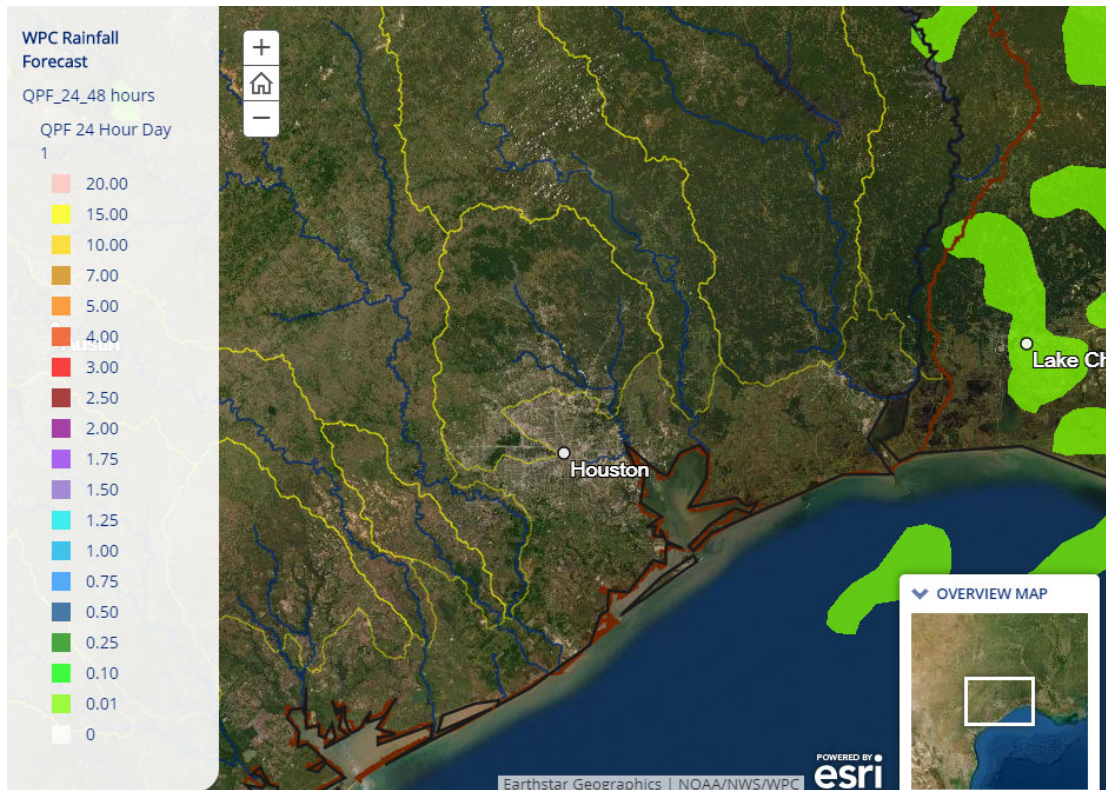 WPC Rainfall
Forecast
QPF_24_48 hours
QPF 24 Hour Day
1
20.00
15.00
10.00
7.00
5.00
4.00
3.00
2.50
2.00
1.75
1.50
1.25
1.00
0.75
0.50
0.25
0.10
0.01
0
Austin
+
−
Lake Ch
Houston
OVERVIEW MAP
POWERED BY
esri
Earthstar Geographics | NOAA/NWS/WPC